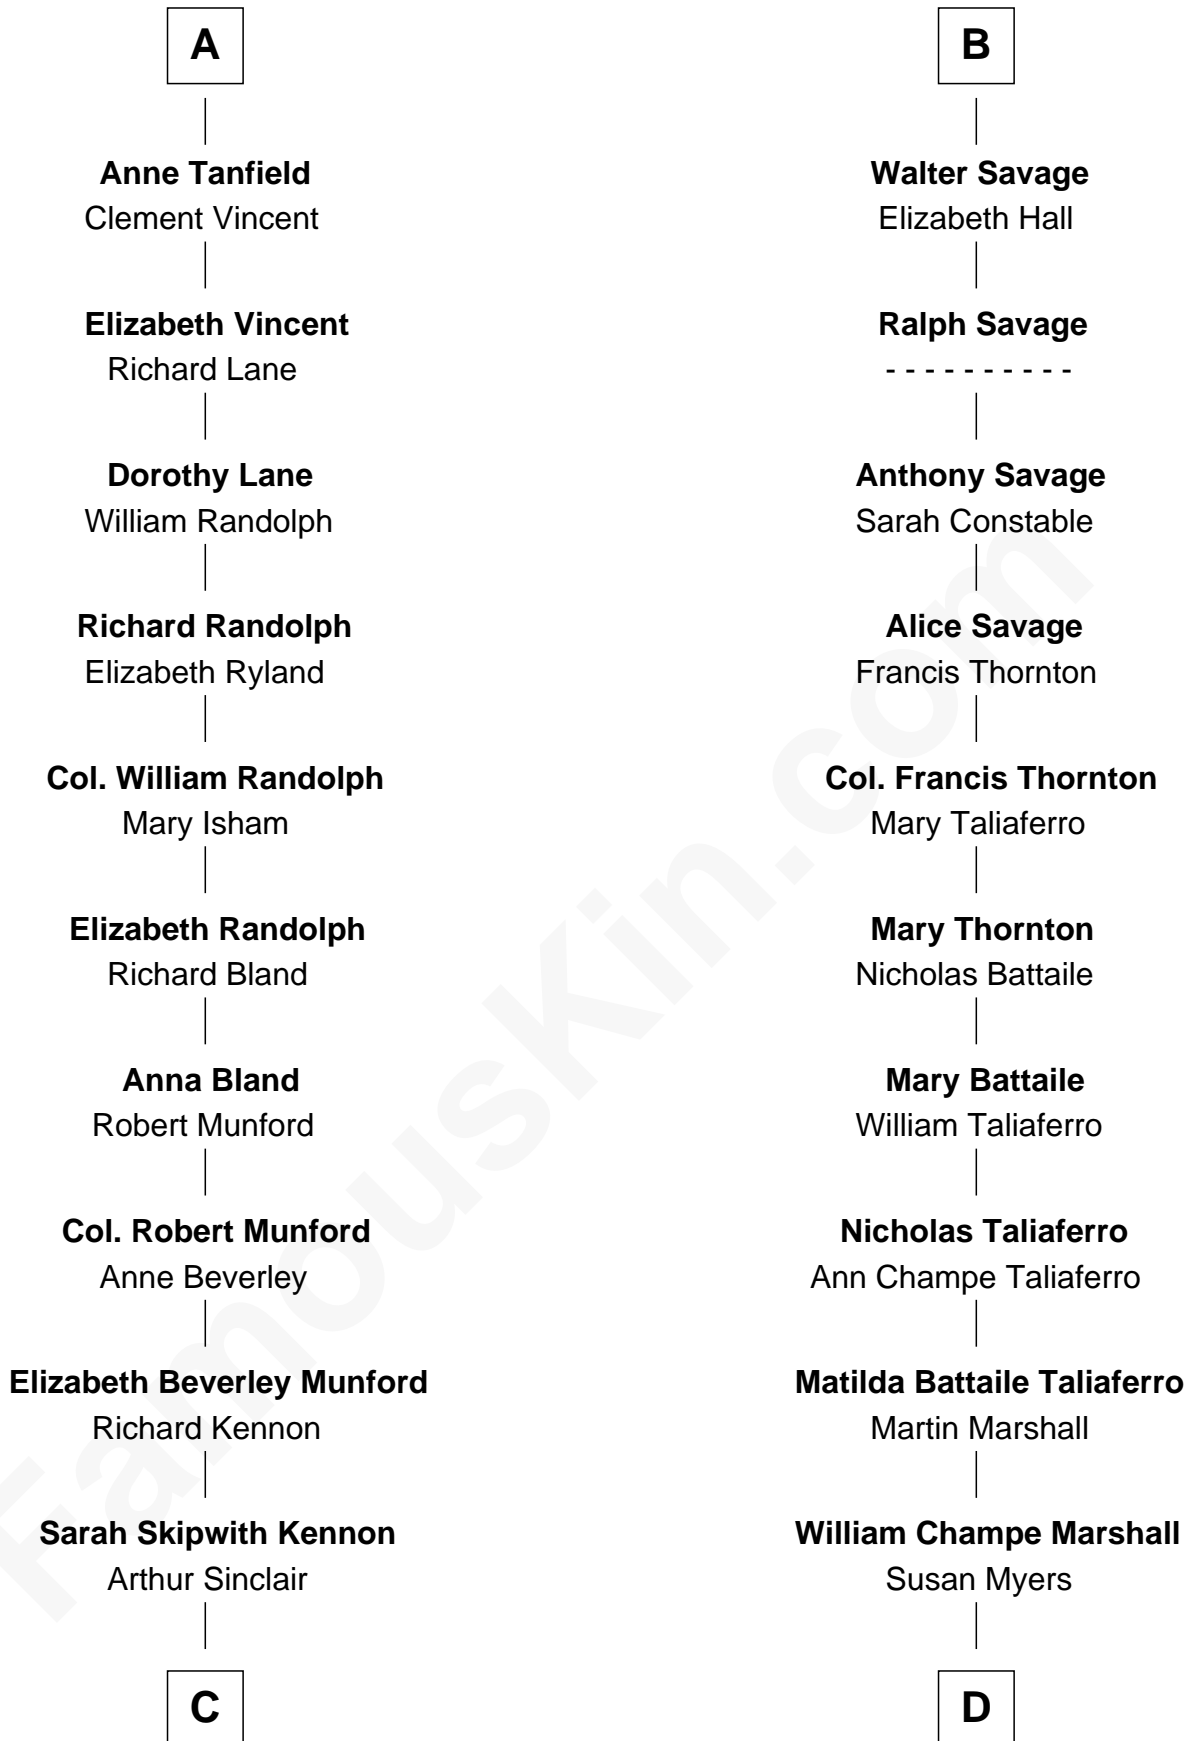 A
Anne Tanfield
Clement Vincent
Elizabeth Vincent
Richard Lane
Dorothy Lane
William Randolph
Richard Randolph
Elizabeth Ryland
Col. William Randolph
Mary Isham
Elizabeth Randolph
Richard Bland
Anna Bland
Robert Munford
Col. Robert Munford
Anne Beverley
Elizabeth Beverley Munford
Richard Kennon
Sarah Skipwith Kennon
Arthur Sinclair
C
B
Walter Savage
Elizabeth Hall
Ralph Savage
- - - - - - - - - -
Anthony Savage
Sarah Constable
Alice Savage
Francis Thornton
Col. Francis Thornton
Mary Taliaferro
Mary Thornton
Nicholas Battaile
Mary Battaile
William Taliaferro
Nicholas Taliaferro
Ann Champe Taliaferro
Matilda Battaile Taliaferro
Martin Marshall
William Champe Marshall
Susan Myers
D
FamousKin.com